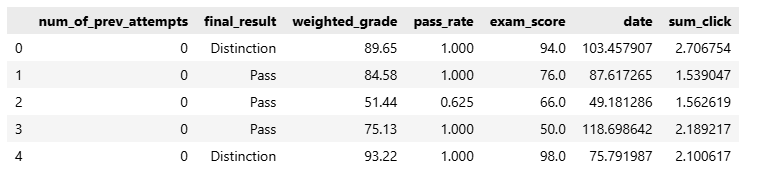 num_of_prev_attempts final_result weighted_grade pass_rate exam_score date sum_click
0 0 Distinction 89.65 1.000 94.0 103.457907 2.706754
1 0 Pass 84.58 1.000 76.0 87.617265 1.539047
2 0 Pass 51.44 0.625 66.0 49.181286 1.562619
3 0 Pass 75.13 1.000 50.0 118.698642 2.189217
4 0 Distinction 93.22 1.000 98.0 75.791987 2.100617